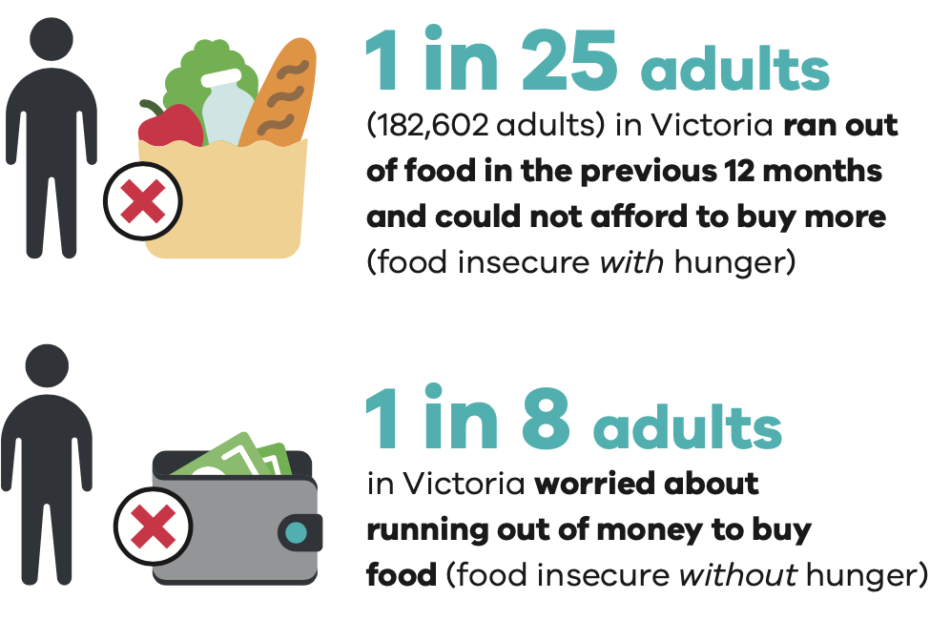 1 in 25 adults
(182,602 adults) in Victoria ran out
of food in the previous 12 months
and could not afford to buy more
(food insecure with hunger)
1 in 8 adults
in Victoria worried about
running out of money to buy
food (food insecure without hunger)